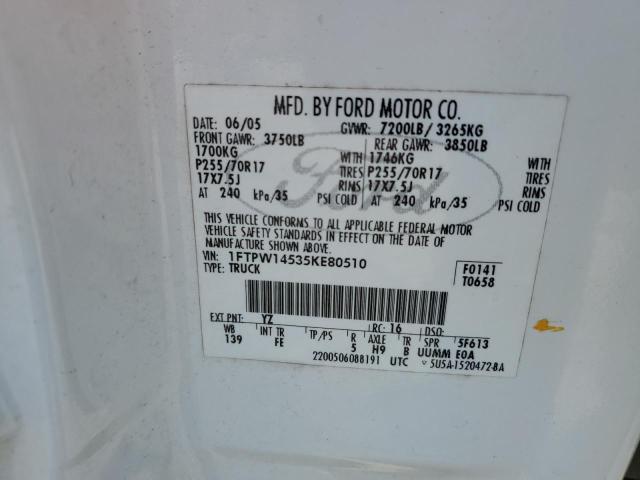 MFD. BY FORD MOTOR CO.
DATE: 06/05 GVWR: 7200LB/ 3265KG
FRONT GAWR: 3750LB REAR GAWR: 3850LB
1700KG WITH 1746KG WITH
P255/70R17 TIRES P255/70R17 TIRES
17X7.5J RIMS 17X7.5J RIMS
AT 240 kPa/35 PSI COLD AT 240 kPa/35 PSI COLD
THIS VEHICLE CONFORMS TO ALL APPLICABLE FEDERAL MOTOR
VEHICLE SAFETY STANDARDS IN EFFECT ON THE DATE OF
MANUFACTURE SHOWN ABOVE.
VIN: 1FTPW14535KE80510 F0141
TYPE: TRUCK T0658
Ford
EXT PNT: YZ RC: 16 DSO:
WB INT TR TP/PS R AXLE TR SPR 5F613
139 FE 5 H9 B UUMM E0A
2200506088191 UTC 5U5A-1520472-BA